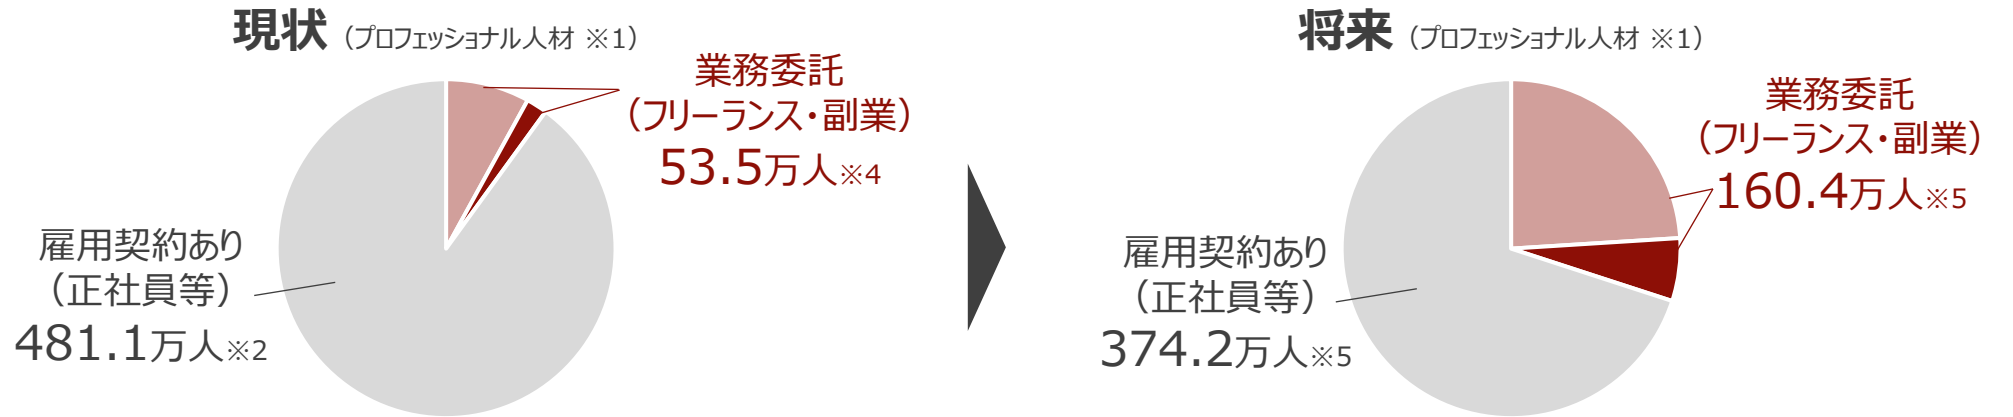 現状（プロフェッショナル人材 ※1）
業務委託
（フリーランス・副業）
53.5万人※4
雇用契約あり
（正社員等）
481.1万人※2
将来（プロフェッショナル人材 ※1）
業務委託
（フリーランス・副業）
160.4万人※5
雇用契約あり
（正社員等）
374.2万人※5